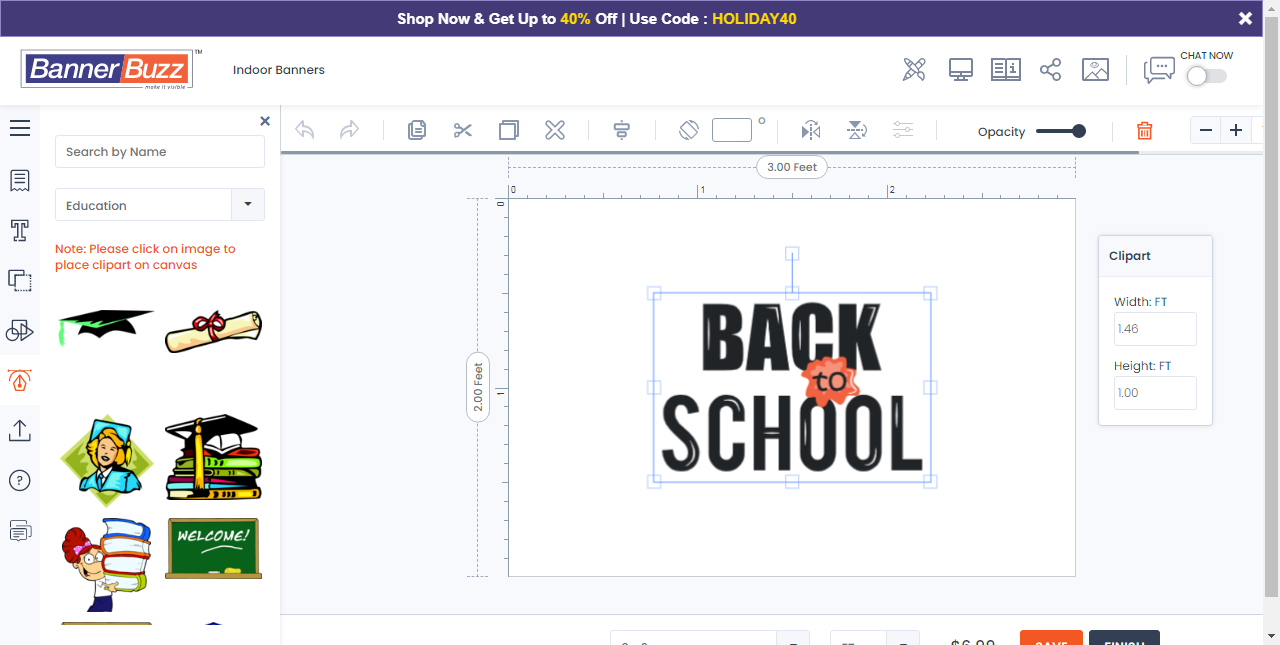 Shop Now & Get Up to 40% Off | Use Code : HOLIDAY40
BannerBuzz™
make it visible
Indoor Banners
CHAT NOW
Search by Name
Education
Note: Please click on image to
place clipart on canvas
WELCOME!
Opacity
3.00 Feet
0
1
2
0
1
2.00 Feet
BACK
to
SCHOOL
Clipart
Width: FT
1.46
Height: FT
1.00